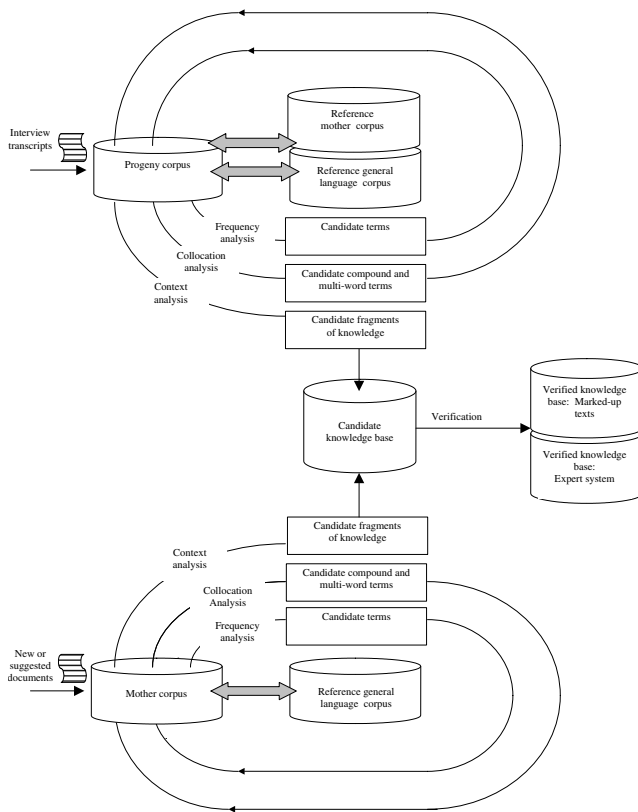 Reference
mother corpus
Interview
transcripts
Progeny corpus
Reference general
language corpus
Frequency
analysis
Candidate terms
Collocation
analysis
Candidate compound and
multi-word terms
Context
analysis
Candidate fragments
of knowledge
Verified knowledge
base: Marked-up
texts
Candidate
knowledge base
Verification
Verified knowledge
base:
Expert system
Candidate fragments
of knowledge
Context
analysis
Candidate compound and
multi-word terms
Collocation
Analysis
Candidate terms
Frequency
analysis
New or
suggested
documents
Mother corpus
Reference general
language corpus